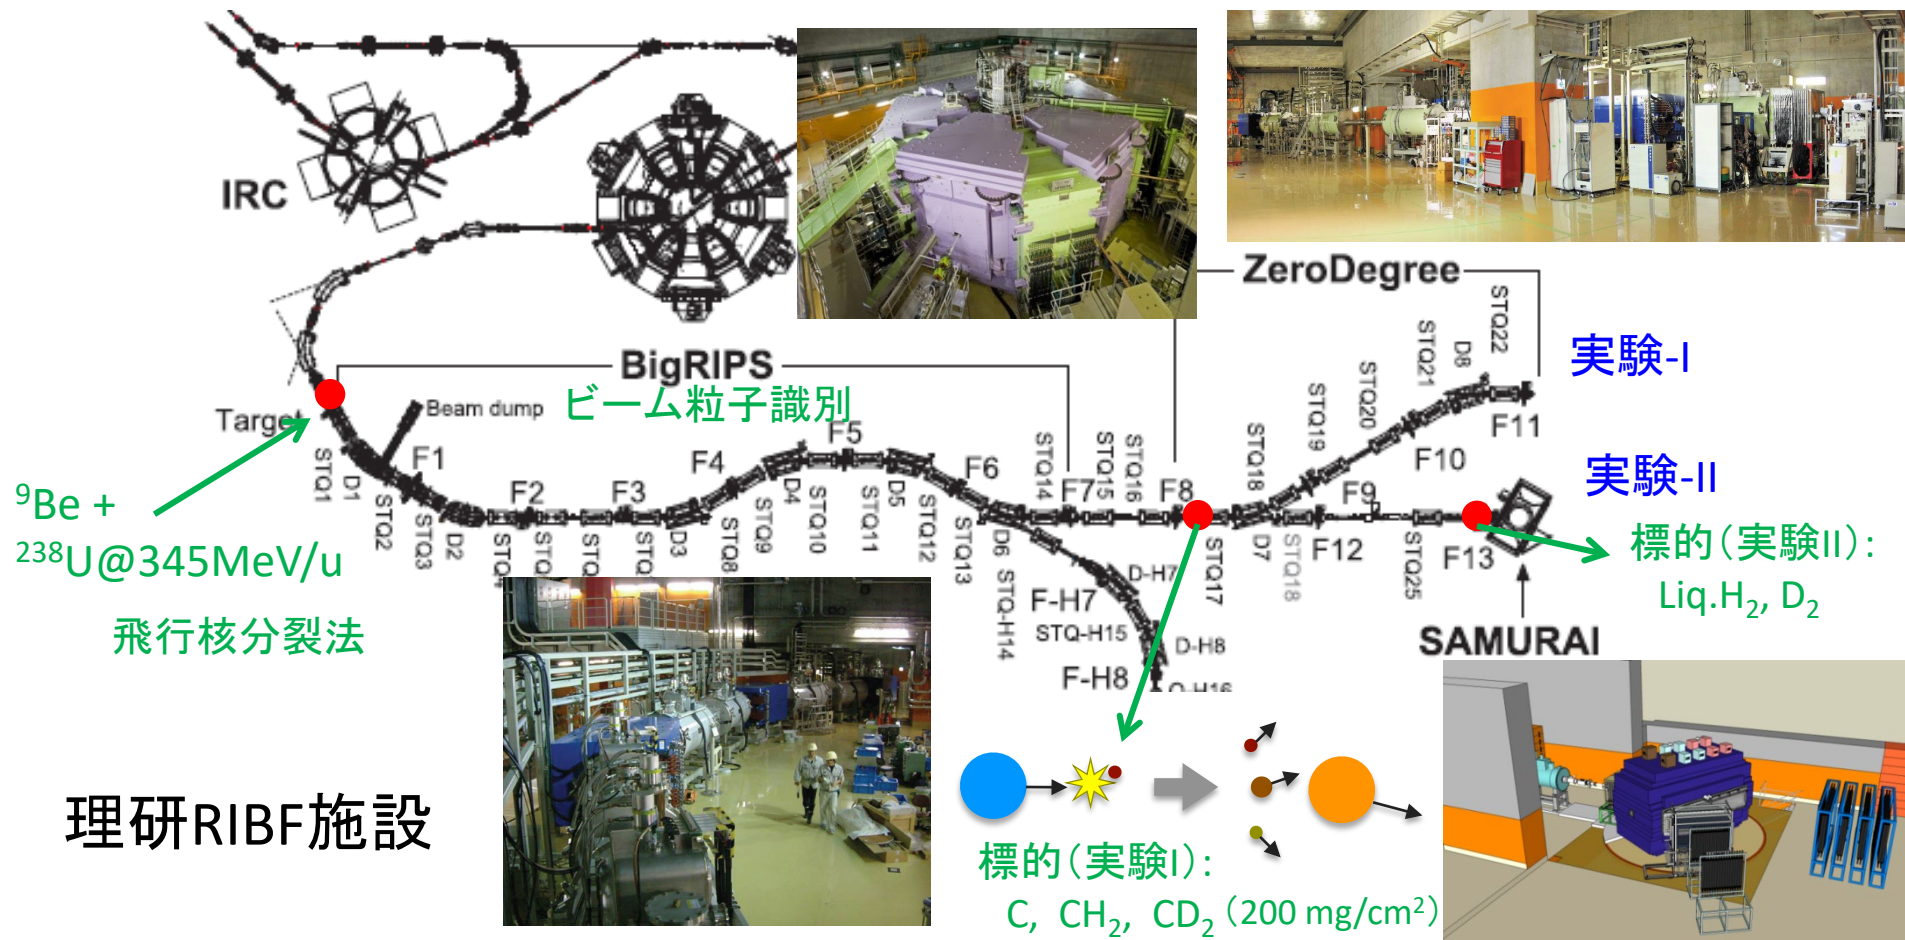 IRC
ZeroDegree
BigRIPS
ビーム粒子識別
Target
Beam dump
実験-I
実験-II
標的（実験II）:
Liq.H₂, D₂
SAMURAI
⁹Be +
²³⁸U@345MeV/u
飛行核分裂法
F1
F2
F3
F4
F5
F6
F7
F8
F9
F10
F11
F12
F13
STQ1
D1
STQ2
STQ3
D2
D3
STQ8
STQ9
D4
STQ10
STQ11
D5
STQ12
STQ13
D6
STQ-H14
STQ14
STQ15
STQ16
STQ17
D7
STQ18
STQ18
STQ19
STQ20
STQ21
D8
STQ22
STQ25
F-H7
D-H7
STQ-H15
D-H8
F-H8
理研RIBF施設
標的（実験I）:
C, CH₂, CD₂（200 mg/cm²）